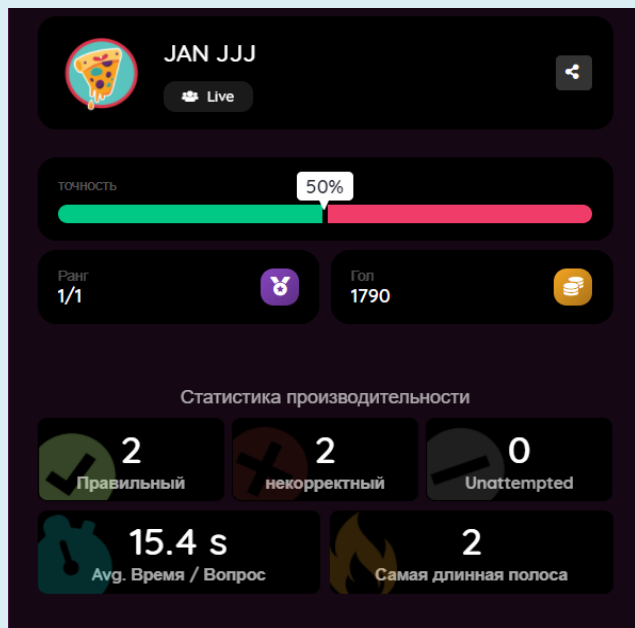 JAN JJJ
Live
точность
50%
Ранг
1/1
Гол
1790
Статистика производительности
2
Правильный
2
некорректный
0
Unattempted
15.4 s
Avg. Время / Вопрос
2
Самая длинная полоса